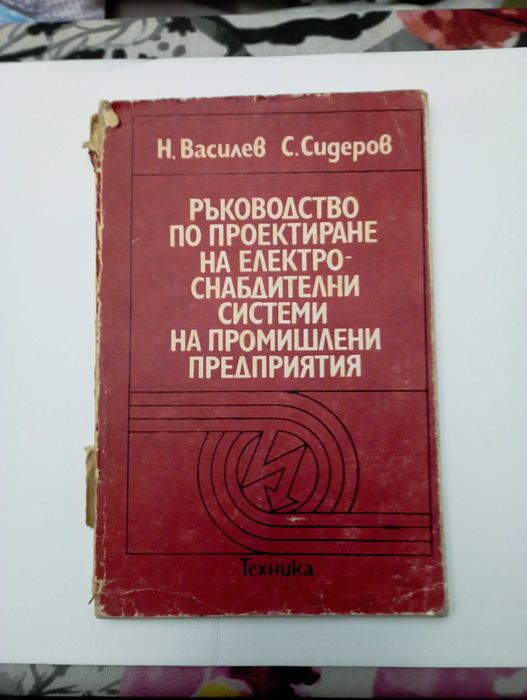 Н. Василев С. Сидеров
РЪКОВОДСТВО
ПО ПРОЕКТИРАНЕ
НА ЕЛЕКТРО-
СНАБДИТЕЛНИ
СИСТЕМИ
НА ПРОМИШЛЕНИ
ПРЕДПРИЯТИЯ
Техника